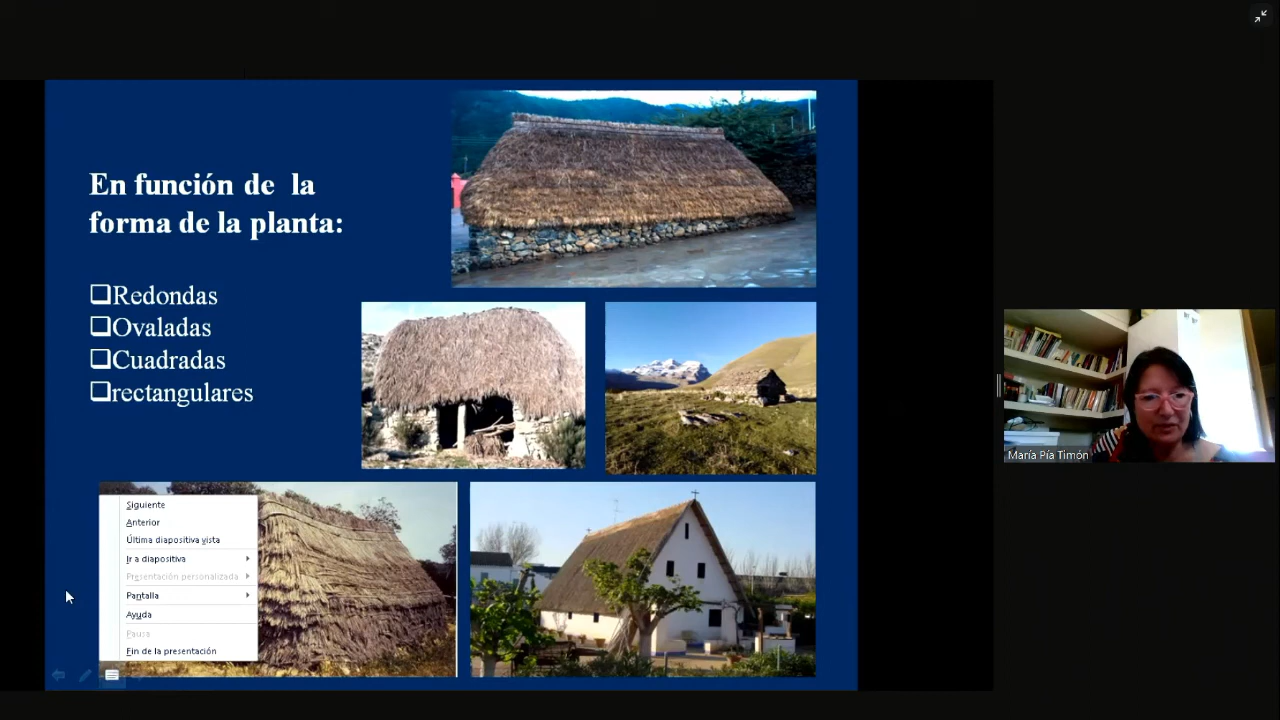 En función de la
forma de la planta:
❑Redondas
❑Ovaladas
❑Cuadradas
❑rectangulares
Siguiente
Anterior
Última diapositiva vista
Ir a diapositiva
Presentación personalizada
Pantalla
Ayuda
Pausa
Fin de la presentación
María Pía Timón